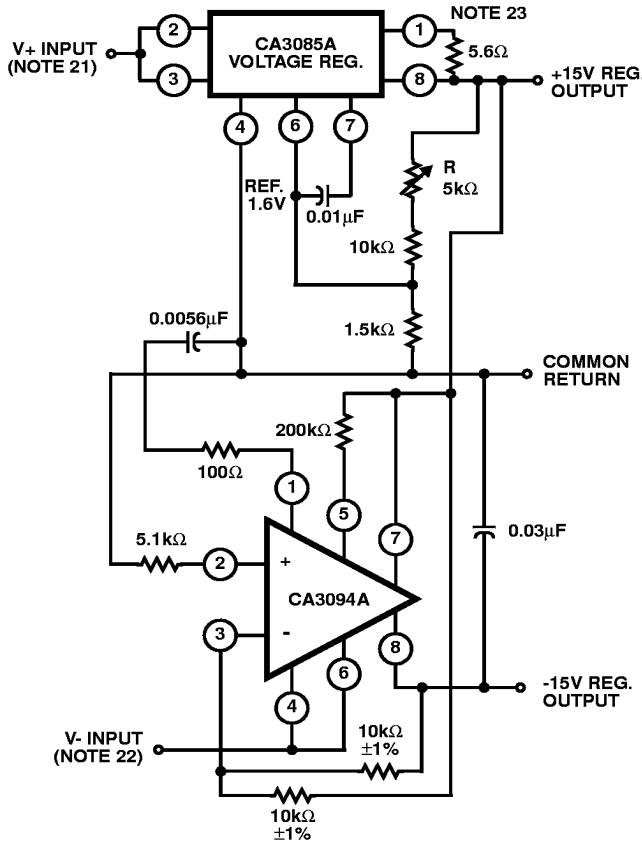 NOTE 23
V+ INPUT
(NOTE 21)
2
3
CA3085A
VOLTAGE REG.
1
8
5.6Ω
+15V REG.
OUTPUT
4
6
7
REF.
1.6V
0.01µF
R
5kΩ
10kΩ
1.5kΩ
0.0056µF
COMMON
RETURN
200kΩ
100Ω
1
5
7
0.03µF
5.1kΩ
2
+
CA3094A
3
-
8
6
4
-15V REG.
OUTPUT
V- INPUT
(NOTE 22)
10kΩ
±1%
10kΩ
±1%